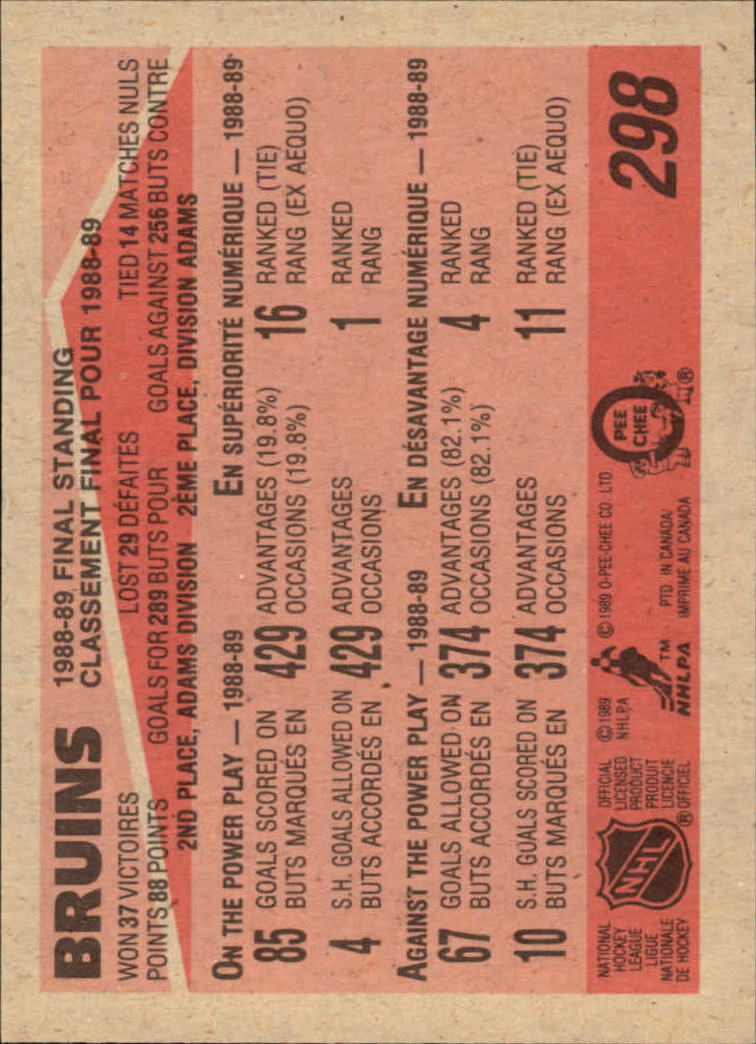 BRUINS
1988-89 FINAL STANDING
CLASSEMENT FINAL POUR 1988-89
WON 37 VICTOIRES LOST 29 DÉFAITES TIED 14 MATCHES NULS
POINTS 88 POINTS GOALS FOR 289 BUTS POUR GOALS AGAINST 256 BUTS CONTRE
2ND PLACE, ADAMS DIVISION 2ÈME PLACE, DIVISION ADAMS
ON THE POWER PLAY — 1988-89 EN SUPÉRIORITÉ NUMÉRIQUE — 1988-89
85 GOALS SCORED ON 429 ADVANTAGES (19.8%) 16 RANKED (TIE)
BUTS MARQUÉS EN OCCASIONS (19.8%) RANG (EX AEQUO)
4 S.H. GOALS ALLOWED ON 429 ADVANTAGES 1 RANKED
BUTS ACCORDÉS EN OCCASIONS RANG
AGAINST THE POWER PLAY — 1988-89 EN DÉSAVANTAGE NUMÉRIQUE — 1988-89
67 GOALS ALLOWED ON 374 ADVANTAGES (82.1%) 4 RANKED
BUTS ACCORDÉS EN OCCASIONS (82.1%) RANG
10 S.H. GOALS SCORED ON 374 ADVANTAGES 11 RANKED (TIE)
BUTS MARQUÉS EN OCCASIONS RANG (EX AEQUO)
NATIONAL
HOCKEY
LEAGUE
LIGUE
NATIONALE
DE HOCKEY
NHL
®
OFFICIAL
LICENSED
PRODUCT
PRODUIT
LICENCIE
OFFICIEL
© 1989
NHLPA
NHLPA™
© 1989 O-PEE-CHEE CO LTD
PTD. IN CANADA/
IMPRIMÉ AU CANADA
O
PEE
CHEE
®
298